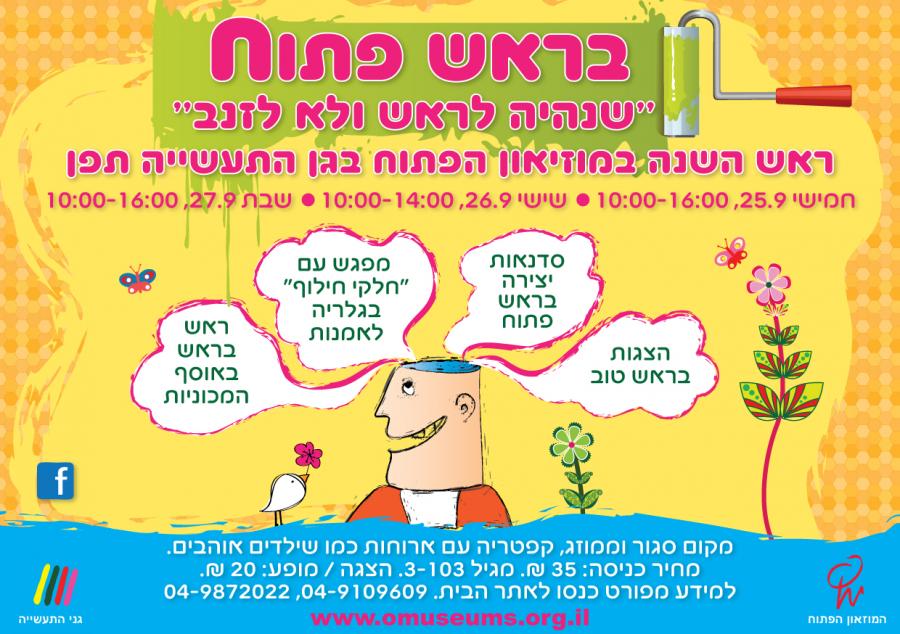 בראש פתוח
"שנהיה לראש ולא לזנב"
ראש השנה במוזיאון הפתוח בגן התעשייה תפן
חמישי 25.9, 10:00-16:00 ● שישי 26.9, 10:00-14:00 ● שבת 27.9, 10:00-16:00
סדנאות
יצירה
בראש
פתוח
מפגש עם
"חלקי חילוף"
בגלריה
לאמנות
הצגות
בראש טוב
ראש
בראש
באוסף
המכוניות
f
מקום סגור וממוזג, קפטריה עם ארוחות כמו שילדים אוהבים.
מחיר כניסה: 35 ₪. מגיל 3-103. הצגה / מופע: 20 ₪.
למידע מפורט כנסו לאתר הבית. 04-9109609, 04-9872022
www.omuseums.org.il
המוזאון הפתוח
גני התעשייה